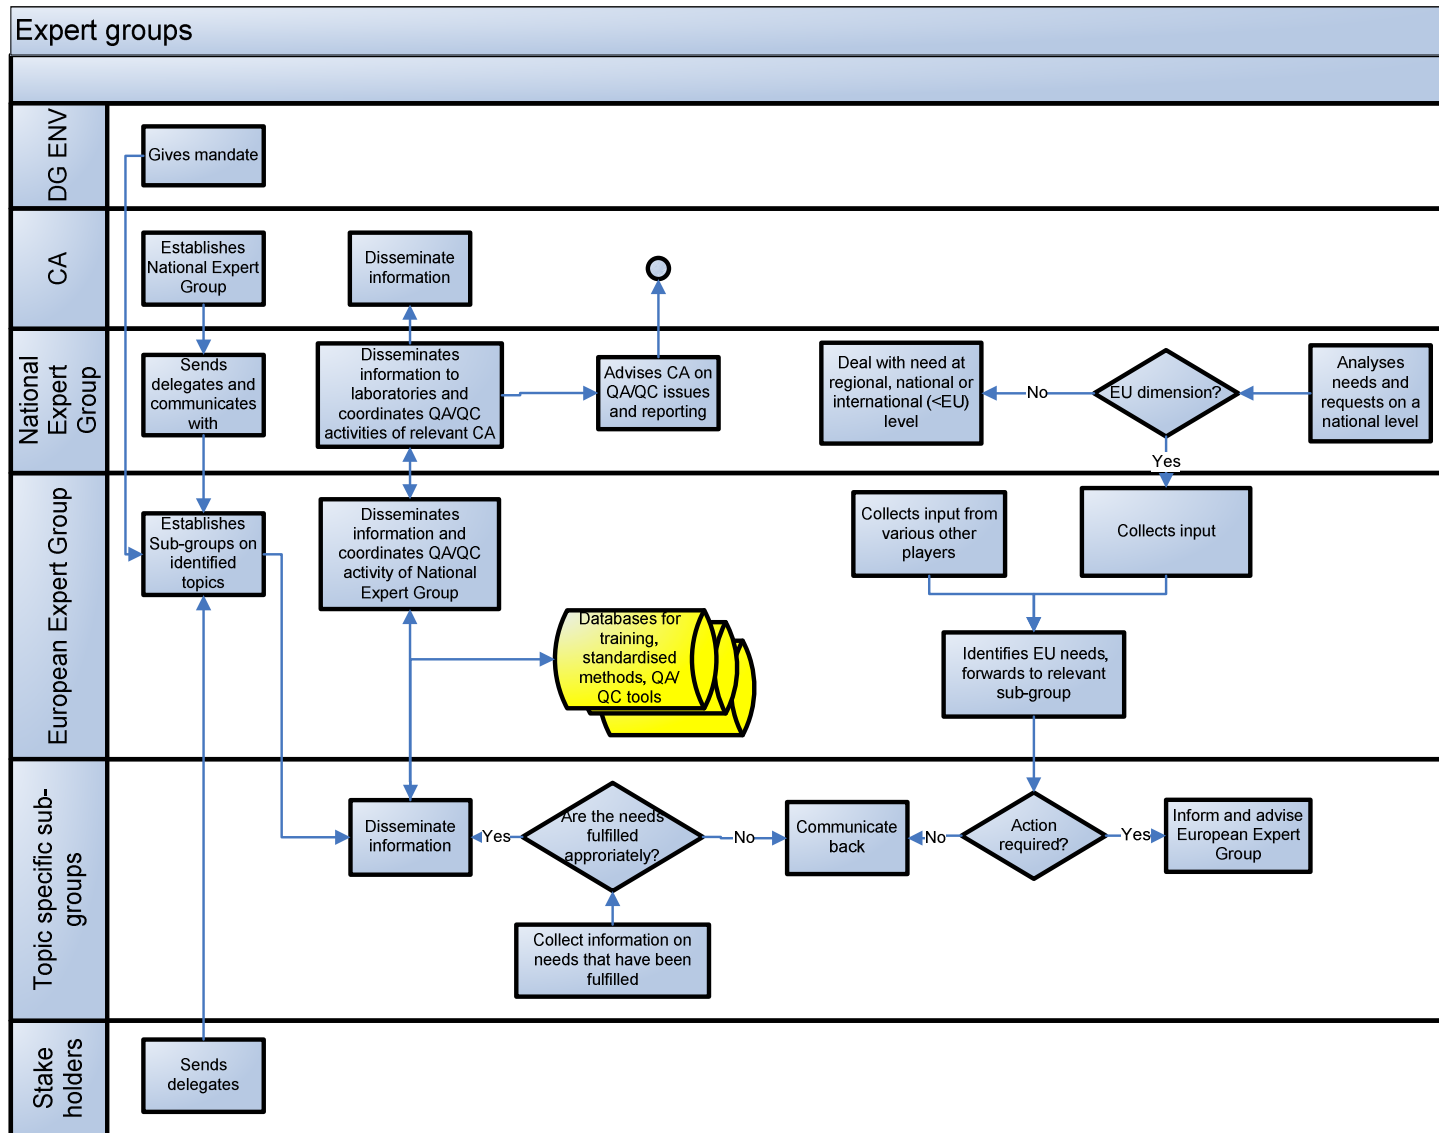 Expert groups
DG ENV
Gives mandate
CA
Establishes
National Expert
Group
Disseminate
information
National
Expert
Group
Sends
delegates and
communicates
with
Disseminates
information to
laboratories and
coordinates QA/QC
activities of relevant CA
Advises CA on
QA/QC issues
and reporting
Deal with need at
regional, national or
international (<EU)
level
No
EU dimension?
Analyses
needs and
requests on a
national level
Yes
European Expert Group
Establishes
Sub-groups on
identified
topics
Disseminates
information and
coordinates QA/QC
activity of National
Expert Group
Databases for
training,
standardised
methods, QA/
QC tools
Collects input from
various other
players
Collects input
Identifies EU needs,
forwards to relevant
sub-group
Topic specific sub-
groups
Disseminate
information
Yes
Are the needs
fulfilled
approriately?
No
Communicate
back
No
Action
required?
Yes
Inform and advise
European Expert
Group
Collect information on
needs that have been
fulfilled
Stake
holders
Sends
delegates